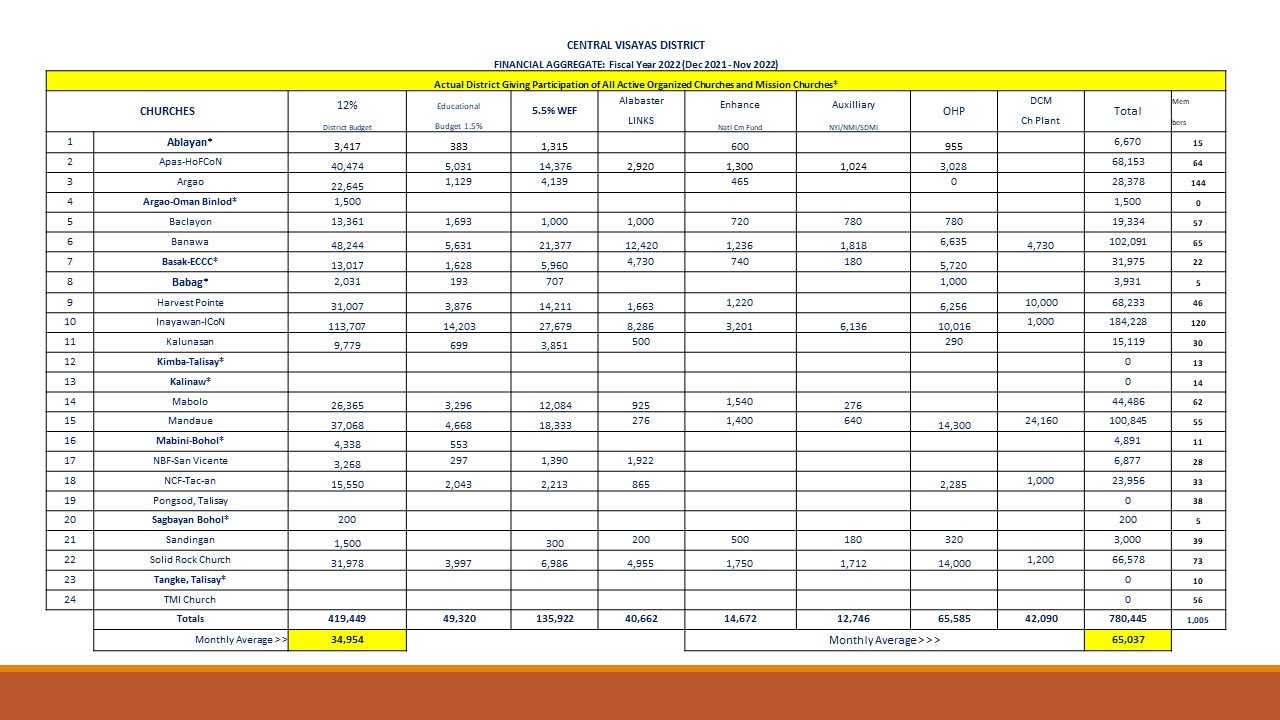 CENTRAL VISAYAS DISTRICT
FINANCIAL AGGREGATE: Fiscal Year 2022 (Dec 2021 - Nov 2022)
Actual District Giving Participation of All Active Organized Churches and Mission Churches*
CHURCHES 12% District Budget Educational Budget 1.5% 5.5% WEF Alabaster LINKS Enhance Natl Cm Fund Auxilliary NYI/NMI/SDMI OHP DCM Ch Plant Total Mem bers
1 Ablayan* 3,417 383 1,315 600 955 6,670 15
2 Apas-HoFCoN 40,474 5,031 14,376 2,920 1,300 1,024 3,028 68,153 64
3 Argao 22,645 1,129 4,139 465 0 28,378 144
4 Argao-Oman Binlod* 1,500 1,500 0
5 Baclayon 13,361 1,693 1,000 1,000 720 780 780 19,334 57
6 Banawa 48,244 5,631 21,377 12,420 1,236 1,818 6,635 4,730 102,091 65
7 Basak-ECCC* 13,017 1,628 5,960 4,730 740 180 5,720 31,975 22
8 Babag* 2,031 193 707 1,000 3,931 5
9 Harvest Pointe 31,007 3,876 14,211 1,663 1,220 6,256 10,000 68,233 46
10 Inayawan-ICoN 113,707 14,203 27,679 8,286 3,201 6,136 10,016 1,000 184,228 120
11 Kalunasan 9,779 699 3,851 500 290 15,119 30
12 Kimba-Talisay* 0 13
13 Kalinaw* 0 14
14 Mabolo 26,365 3,296 12,084 925 1,540 276 44,486 62
15 Mandaue 37,068 4,668 18,333 276 1,400 640 14,300 24,160 100,845 55
16 Mabini-Bohol* 4,338 553 4,891 11
17 NBF-San Vicente 3,268 297 1,390 1,922 6,877 28
18 NCF-Tac-an 15,550 2,043 2,213 865 2,285 1,000 23,956 33
19 Pongsod, Talisay 0 38
20 Sagbayan Bohol* 200 200 5
21 Sandingan 1,500 300 200 500 180 320 3,000 39
22 Solid Rock Church 31,978 3,997 6,986 4,955 1,750 1,712 14,000 1,200 66,578 73
23 Tangke, Talisay* 0 10
24 TMI Church 0 56
Totals 419,449 49,320 135,922 40,662 14,672 12,746 65,585 42,090 780,445 1,005
Monthly Average >> 34,954 Monthly Average>>> 65,037